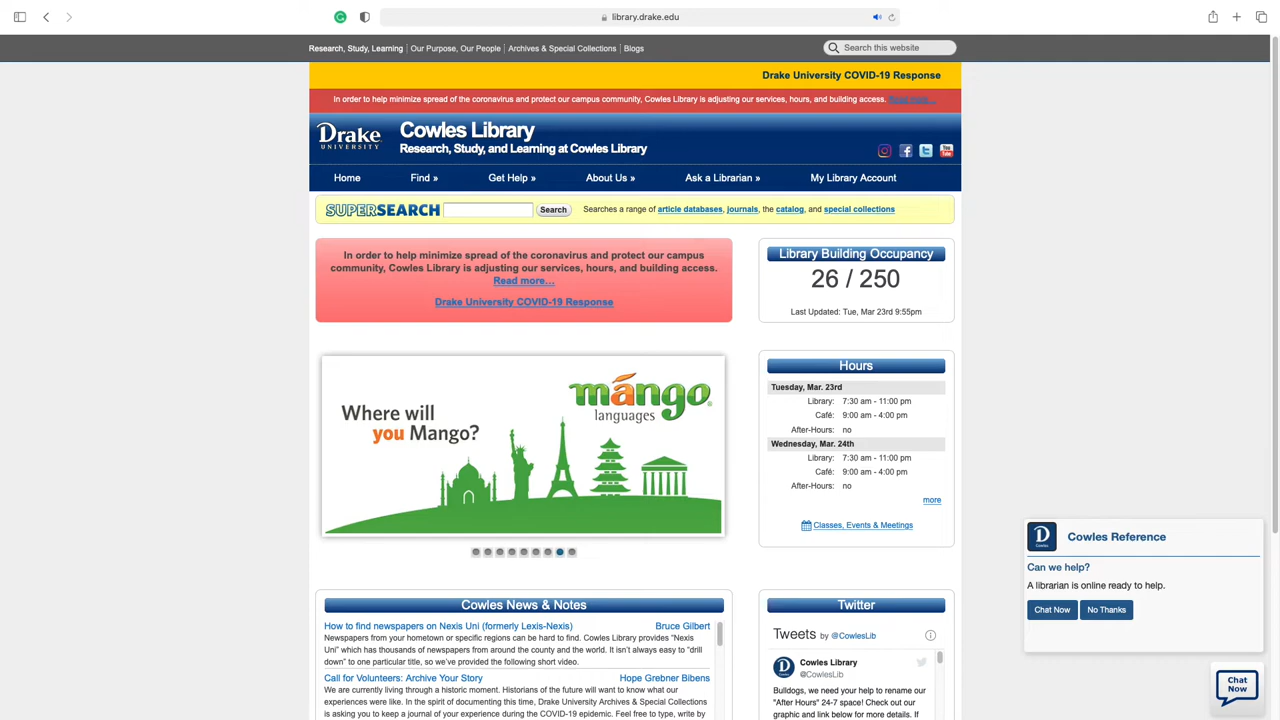 library.drake.edu
Research, Study, Learning | Our Purpose, Our People | Archives & Special Collections | Blogs
Search this website
Drake University COVID-19 Response
In order to help minimize spread of the coronavirus and protect our campus community, Cowles Library is adjusting our services, hours, and building access. Read more…
Drake UNIVERSITY
Cowles Library
Research, Study, and Learning at Cowles Library
Home Find » Get Help » About Us » Ask a Librarian » My Library Account
SUPERSEARCH Search Searches a range of article databases, journals, the catalog, and special collections
In order to help minimize spread of the coronavirus and protect our campus
community, Cowles Library is adjusting our services, hours, and building access.
Read more…
Drake University COVID-19 Response
Library Building Occupancy
26 / 250
Last Updated: Tue, Mar 23rd 9:55pm
Where will
you Mango?
mango
languages
Hours
Tuesday, Mar. 23rd
Library: 7:30 am - 11:00 pm
Café: 9:00 am - 4:00 pm
After-Hours: no
Wednesday, Mar. 24th
Library: 7:30 am - 11:00 pm
Café: 9:00 am - 4:00 pm
After-Hours: no
more
Classes, Events & Meetings
Cowles News & Notes
How to find newspapers on Nexis Uni (formerly Lexis-Nexis) Bruce Gilbert
Newspapers from your hometown or specific regions can be hard to find. Cowles Library provides "Nexis
Uni" which has thousands of newspapers from around the county and the world. It isn't always easy to "drill
down" to one particular title, so we've provided the following short video.
Call for Volunteers: Archive Your Story Hope Grebner Bibens
We are currently living through a historic moment. Historians of the future will want to know what our
experiences were like. In the spirit of documenting this time, Drake University Archives & Special Collections
is asking you to keep a journal of your experience during the COVID-19 epidemic. Feel free to type, write by
Twitter
Tweets by @CowlesLib
Cowles Library
@CowlesLib
Bulldogs, we need your help to rename our
"After Hours" 24-7 space! Check out our
graphic and link below for more details. If
Cowles Reference
Can we help?
A librarian is online ready to help.
Chat Now No Thanks
Chat
Now